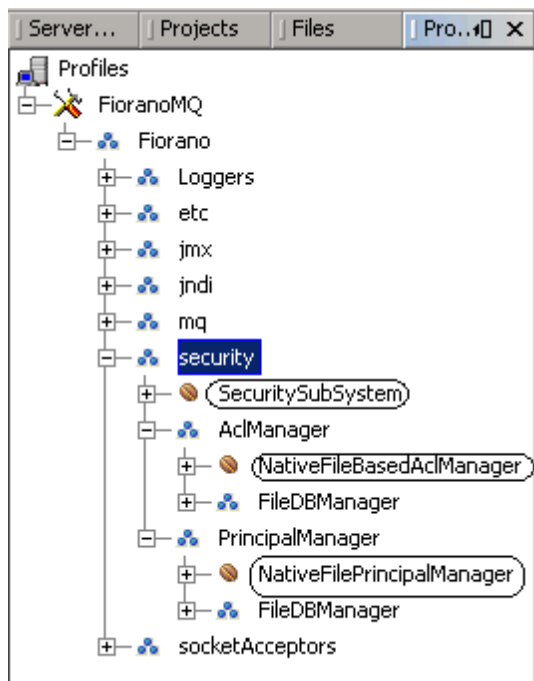 Server... Projects Files Pro..
Profiles
FioranoMQ
Fiorano
Loggers
etc
jmx
jndi
mq
security
SecuritySubSystem
AclManager
NativeFileBasedAclManager
FileDBManager
PrincipalManager
NativeFilePrincipalManager
FileDBManager
socketAcceptors